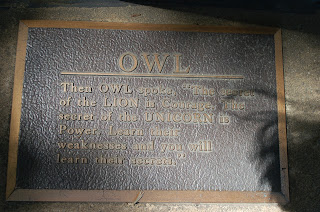 OWL
Then OWL spoke, "The secret
of the LION is Courage, the
secret of the UNICORN is
Power. Learn their
weaknesses and you will
learn their secrets"